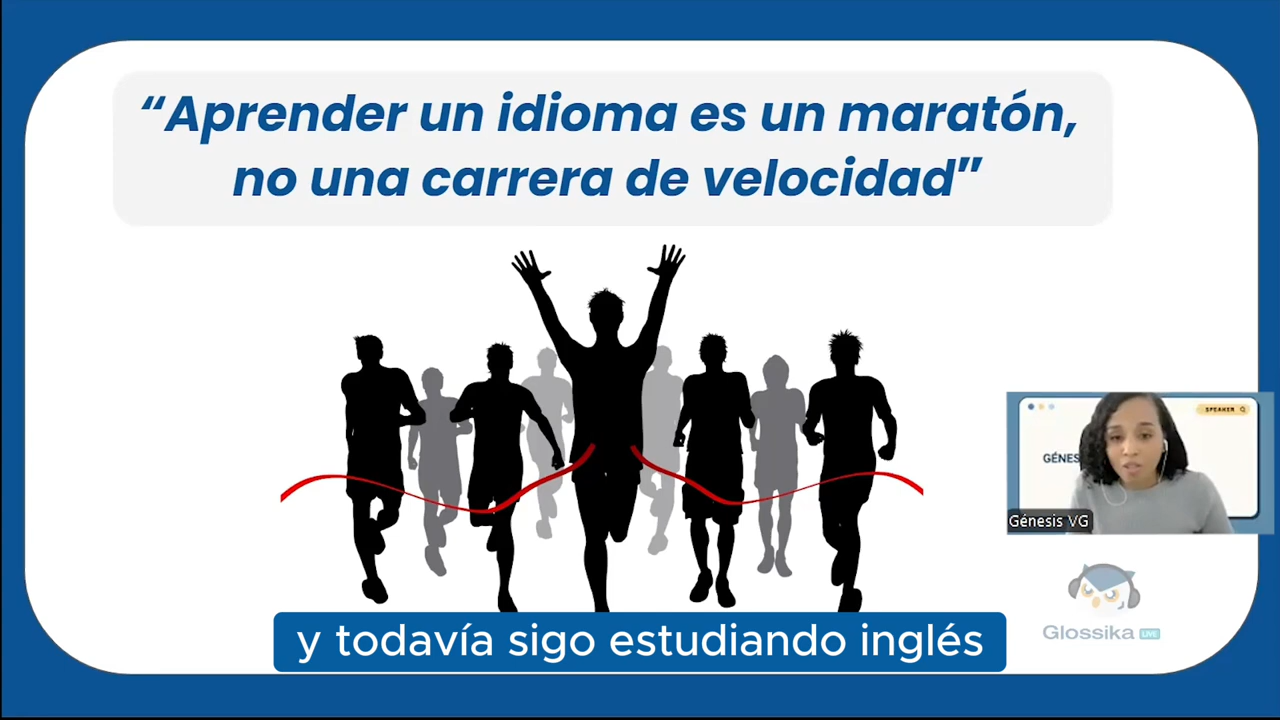 “Aprender un idioma es un maratón,
no una carrera de velocidad”
SPEAKER
GÉNES
Génesis VG
Glossika LIVE
y todavía sigo estudiando inglés